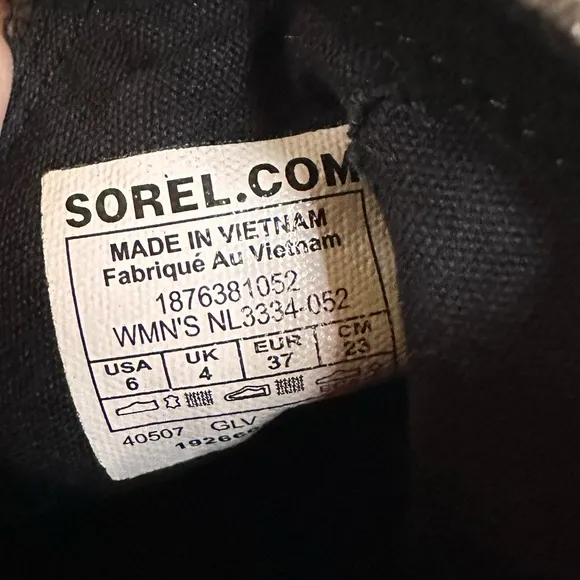 SOREL.COM
MADE IN VIETNAM
Fabriqué Au Vietnam
1876381052
WMN'S NL3334-052
USA UK EUR CM
6 4 37 23
40507 GLV